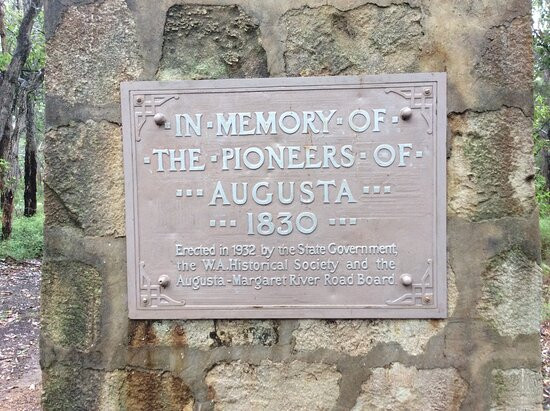 IN · MEMORY · OF ·
· THE · PIONEERS · OF ·
··· AUGUSTA ···
··· 1830 ···
Erected in 1932 by the State Government,
the W.A. Historical Society and the
Augusta-Margaret River Road Board.